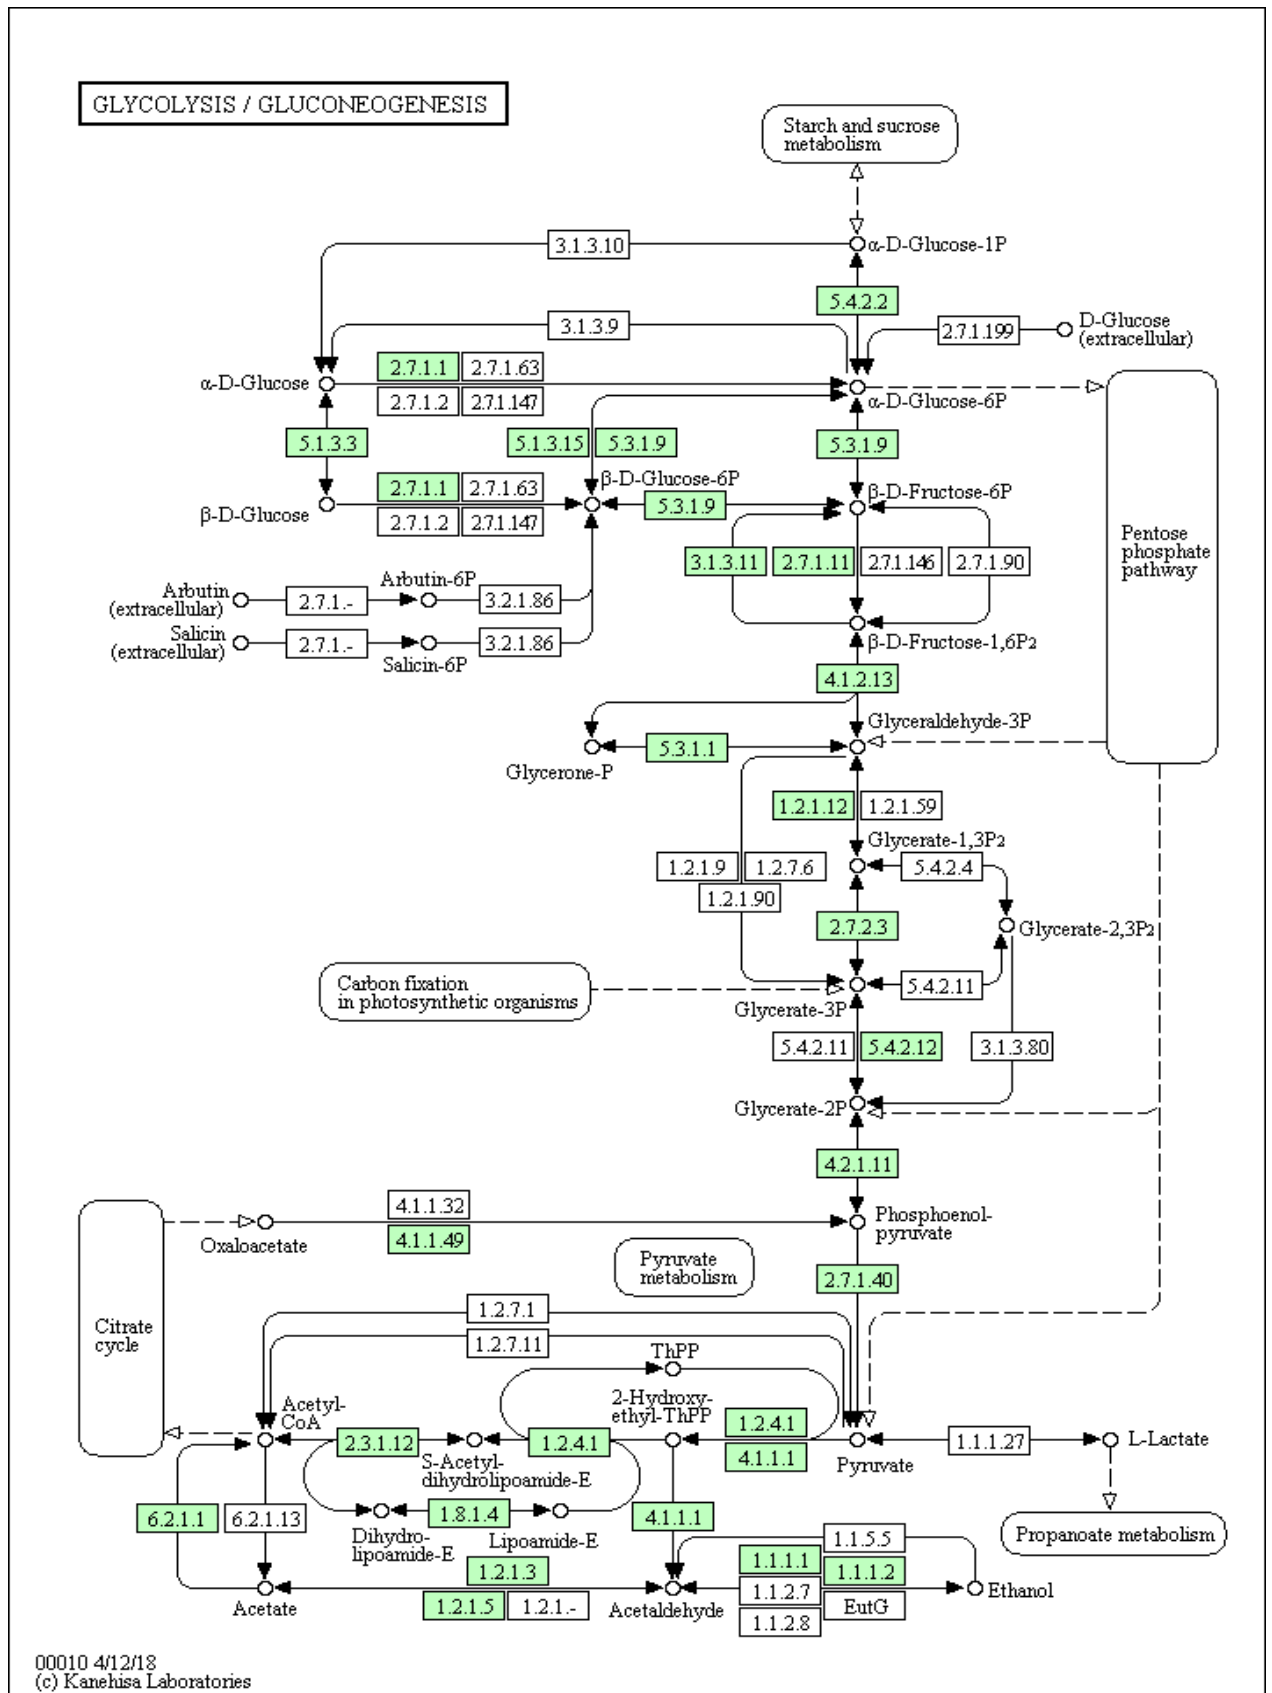 GLYCOLYSIS / GLUCONEOGENESIS
Starch and sucrose
metabolism
3.1.3.10
α-D-Glucose-1P
5.4.2.2
3.1.3.9
2.7.1.199
D-Glucose
(extracellular)
2.7.1.1
2.7.1.63
α-D-Glucose
2.7.1.2
2.7.1.147
α-D-Glucose-6P
5.1.3.3
5.1.3.15
5.3.1.9
5.3.1.9
2.7.1.1
2.7.1.63
β-D-Glucose-6P
β-D-Fructose-6P
β-D-Glucose
2.7.1.2
2.7.1.147
5.3.1.9
Pentose
phosphate
pathway
3.1.3.11
2.7.1.11
2.7.1.146
2.7.1.90
Arbutin
(extracellular)
2.7.1.-
Arbutin-6P
3.2.1.86
Salicin
(extracellular)
2.7.1.-
Salicin-6P
3.2.1.86
β-D-Fructose-1,6P2
4.1.2.13
Glyceraldehyde-3P
5.3.1.1
Glycerone-P
1.2.1.12
1.2.1.59
Glycerate-1,3P2
1.2.1.9
1.2.7.6
5.4.2.4
1.2.1.90
2.7.2.3
Glycerate-2,3P2
Carbon fixation
in photosynthetic organisms
5.4.2.11
Glycerate-3P
5.4.2.11
5.4.2.12
3.1.3.80
Glycerate-2P
4.2.1.11
4.1.1.32
Oxaloacetate
4.1.1.49
Phosphoenol-
pyruvate
Pyruvate
metabolism
2.7.1.40
Citrate
cycle
1.2.7.1
1.2.7.11
ThPP
Acetyl-
CoA
2-Hydroxy-
ethyl-ThPP
1.2.4.1
2.3.1.12
1.2.4.1
1.1.1.27
L-Lactate
S-Acetyl-
dihydrolipoamide-E
4.1.1.1
Pyruvate
6.2.1.1
6.2.1.13
1.8.1.4
4.1.1.1
Dihydro-
lipoamide-E
Lipoamide-E
Propanoate metabolism
1.1.5.5
1.2.1.3
1.1.1.1
1.1.1.2
Acetate
1.2.1.5
1.2.1.-
Acetaldehyde
1.1.2.7
EutG
Ethanol
1.1.2.8
00010 4/12/18
(c) Kanehisa Laboratories